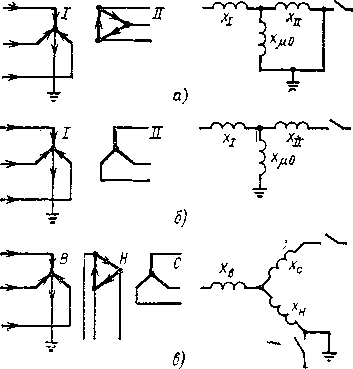 I II x_I x_II
x_μ0
а)
I II x_I x_II
x_μ0
б)
В Н С x_в x_С
x_Н
в)